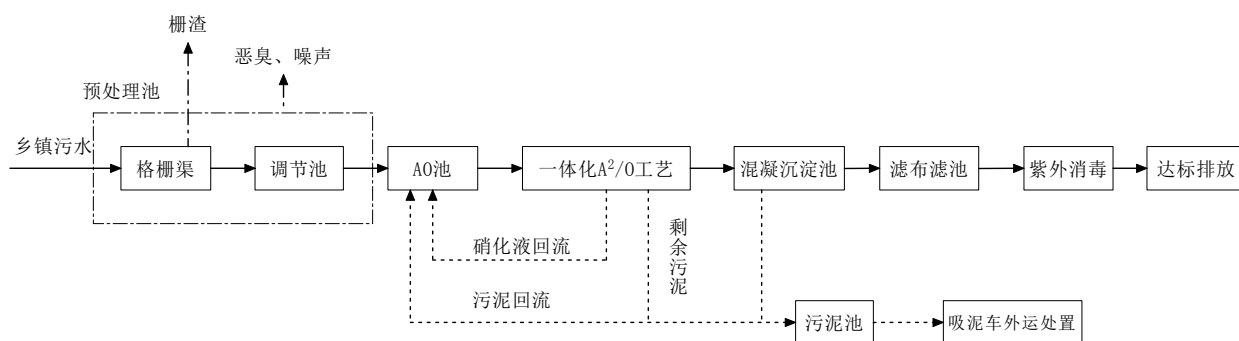 栅渣
恶臭、噪声
预处理池
乡镇污水
格栅渠
调节池
AO池
一体化A²/O工艺
混凝沉淀池
滤布滤池
紫外消毒
达标排放
硝化液回流
剩余污泥
污泥回流
污泥池
吸泥车外运处置